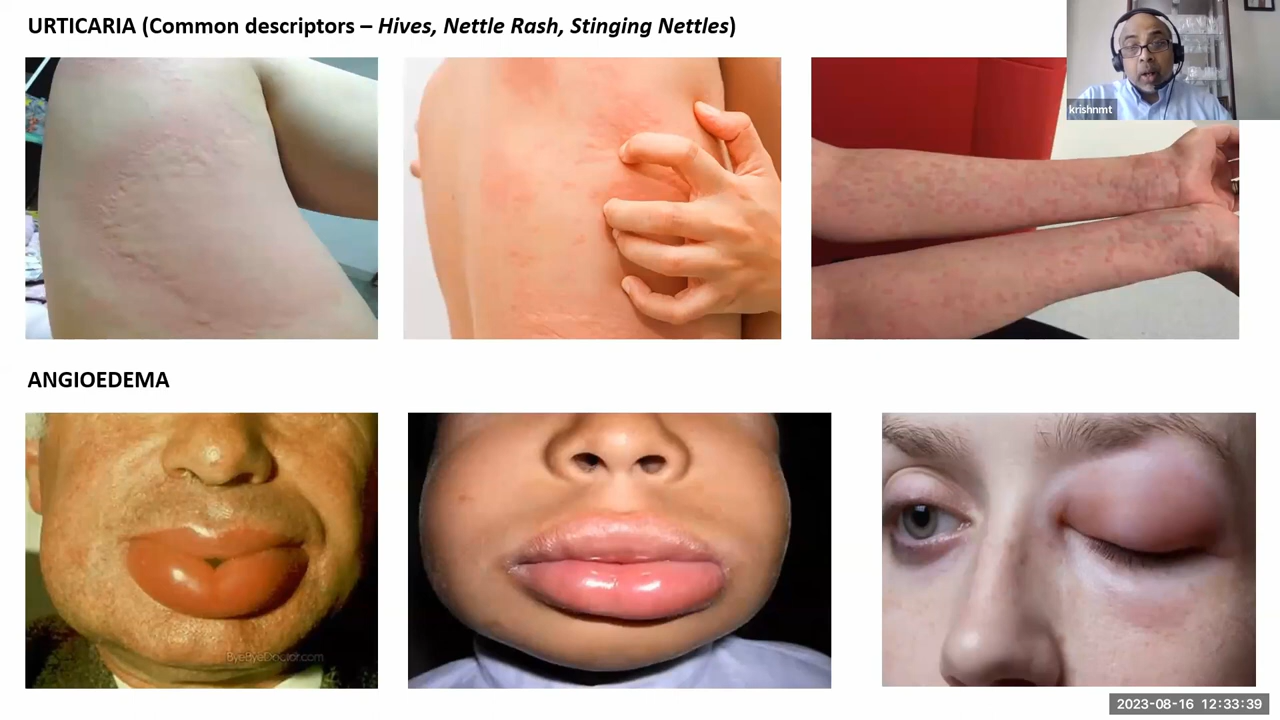 URTICARIA (Common descriptors – Hives, Nettle Rash, Stinging Nettles)
krishnmt
ANGIOEDEMA
ByeByeDoctor.com
2023-08-16 12:33:39